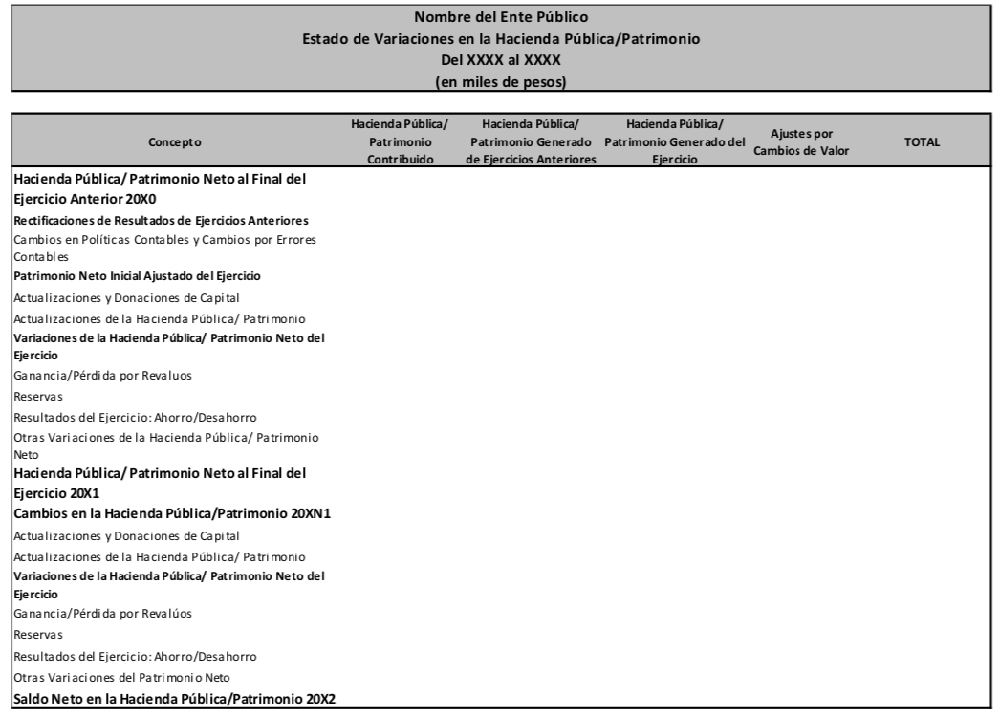 Nombre del Ente Público
Estado de Variaciones en la Hacienda Pública/Patrimonio
Del XXXX al XXXX
(en miles de pesos)
Concepto
Hacienda Pública/
Patrimonio
Contribuido
Hacienda Pública/
Patrimonio Generado
de Ejercicios Anteriores
Hacienda Pública/
Patrimonio Generado del
Ejercicio
Ajustes por
Cambios de Valor
TOTAL
Hacienda Pública/ Patrimonio Neto al Final del
Ejercicio Anterior 20X0
Rectificaciones de Resultados de Ejercicios Anteriores
Cambios en Políticas Contables y Cambios por Errores
Contables
Patrimonio Neto Inicial Ajustado del Ejercicio
Actualizaciones y Donaciones de Capital
Actualizaciones de la Hacienda Pública/ Patrimonio
Variaciones de la Hacienda Pública/ Patrimonio Neto del
Ejercicio
Ganancia/Pérdida por Revaluos
Reservas
Resultados del Ejercicio: Ahorro/Desahorro
Otras Variaciones de la Hacienda Pública/ Patrimonio
Neto
Hacienda Pública/ Patrimonio Neto al Final del
Ejercicio 20X1
Cambios en la Hacienda Pública/Patrimonio 20XN1
Actualizaciones y Donaciones de Capital
Actualizaciones de la Hacienda Pública/ Patrimonio
Variaciones de la Hacienda Pública/ Patrimonio Neto del
Ejercicio
Ganancia/Pérdida por Revalúos
Reservas
Resultados del Ejercicio: Ahorro/Desahorro
Otras Variaciones del Patrimonio Neto
Saldo Neto en la Hacienda Pública/Patrimonio 20X2